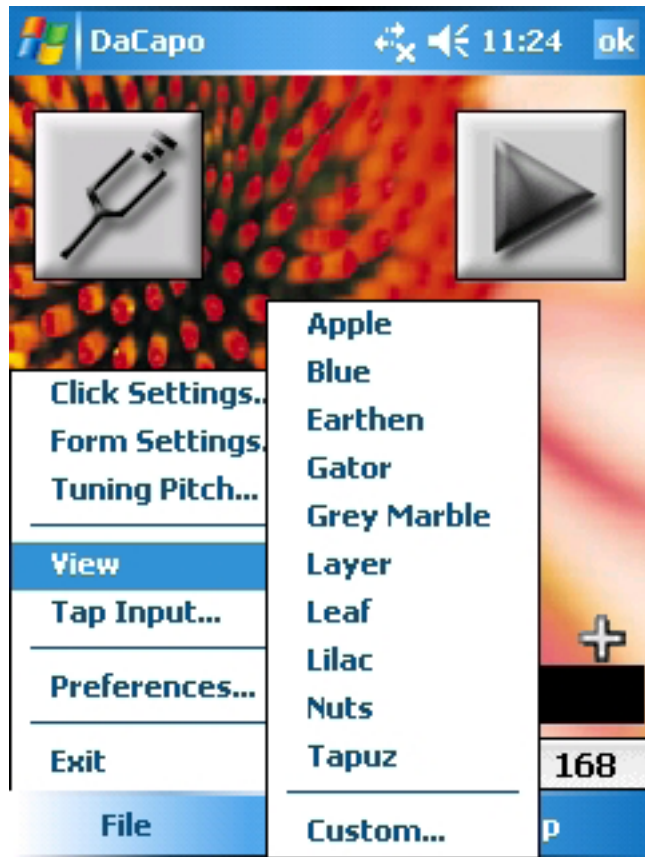 DaCapo 11:24 ok
Click Settings..
Form Settings.
Tuning Pitch...
View
Tap Input...
Preferences...
Exit
Apple
Blue
Earthen
Gator
Grey Marble
Layer
Leaf
Lilac
Nuts
Tapuz
Custom...
168
File p